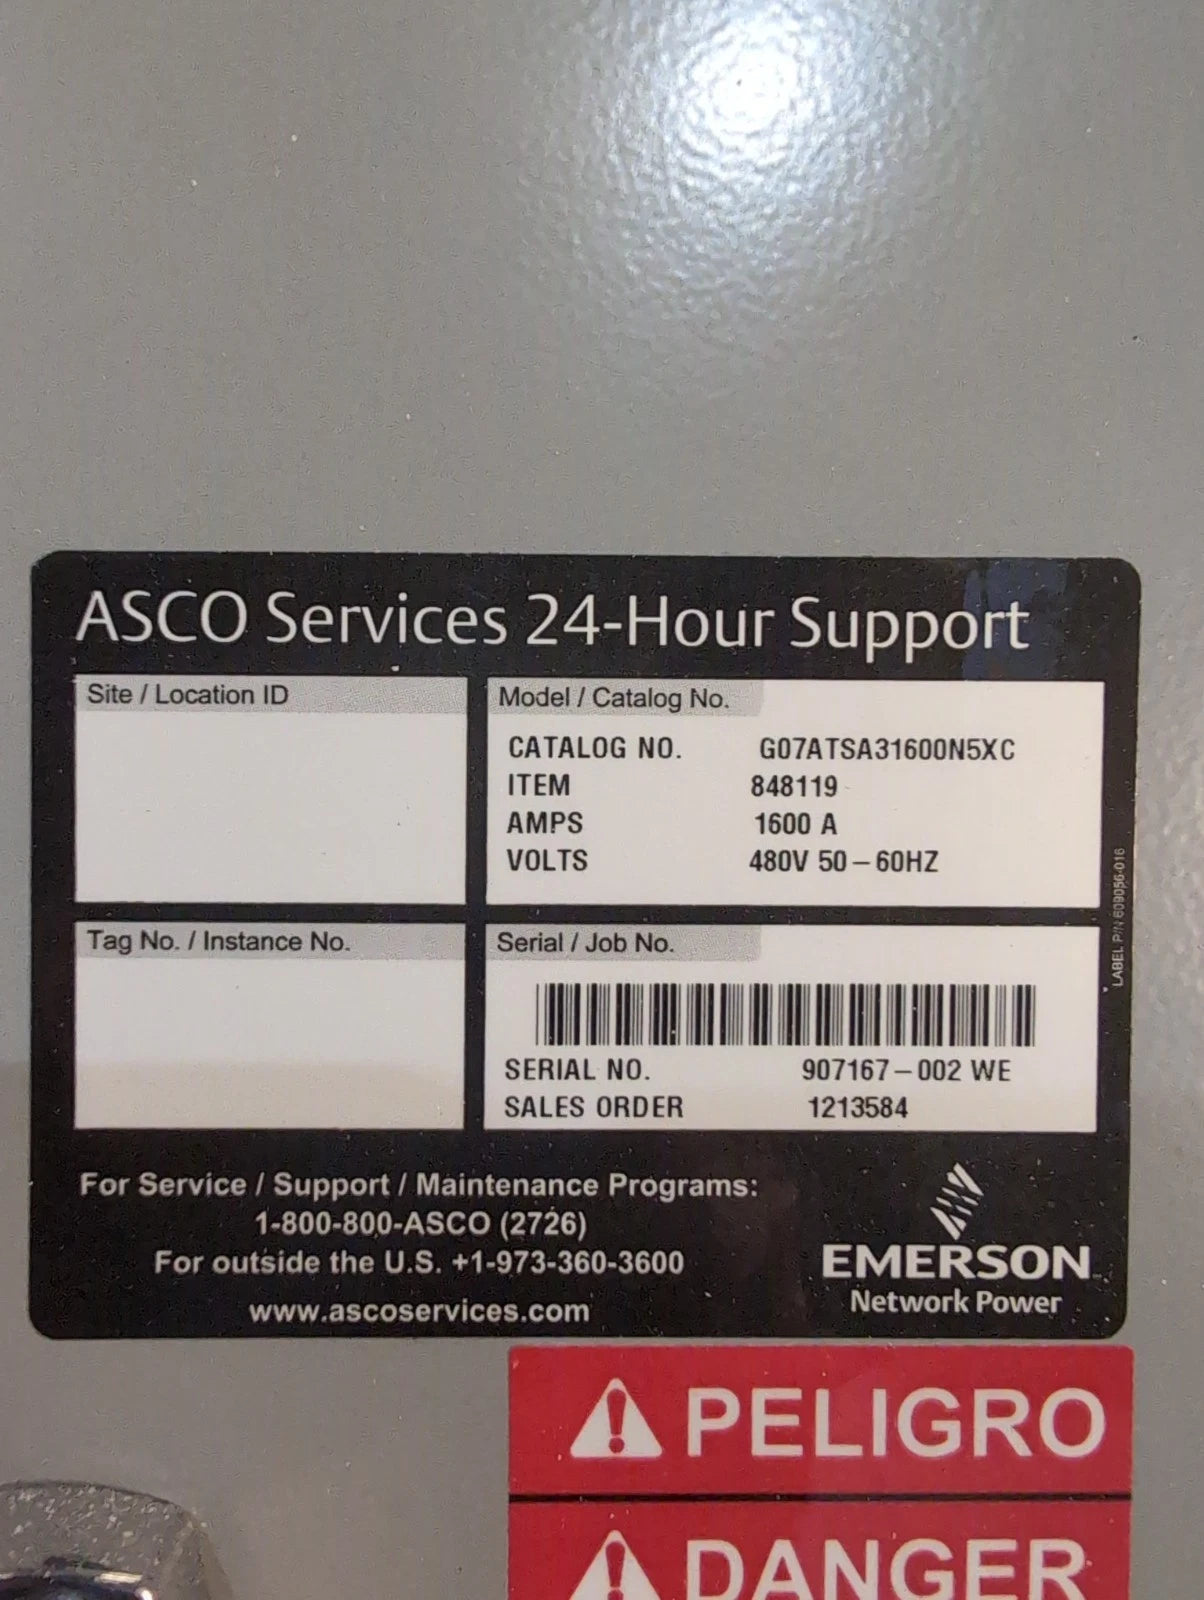 ASCO Services 24-Hour Support
Site / Location ID
Model / Catalog No.
CATALOG NO. G07ATSA31600N5XC
ITEM 848119
AMPS 1600 A
VOLTS 480V 50–60HZ
Tag No. / Instance No.
Serial / Job No.
SERIAL NO. 907167–002 WE
SALES ORDER 1213584
LABEL P/N 609056-016
For Service / Support / Maintenance Programs:
1-800-800-ASCO (2726)
For outside the U.S. +1-973-360-3600
www.ascoservices.com
EMERSON
Network Power
PELIGRO
DANGER